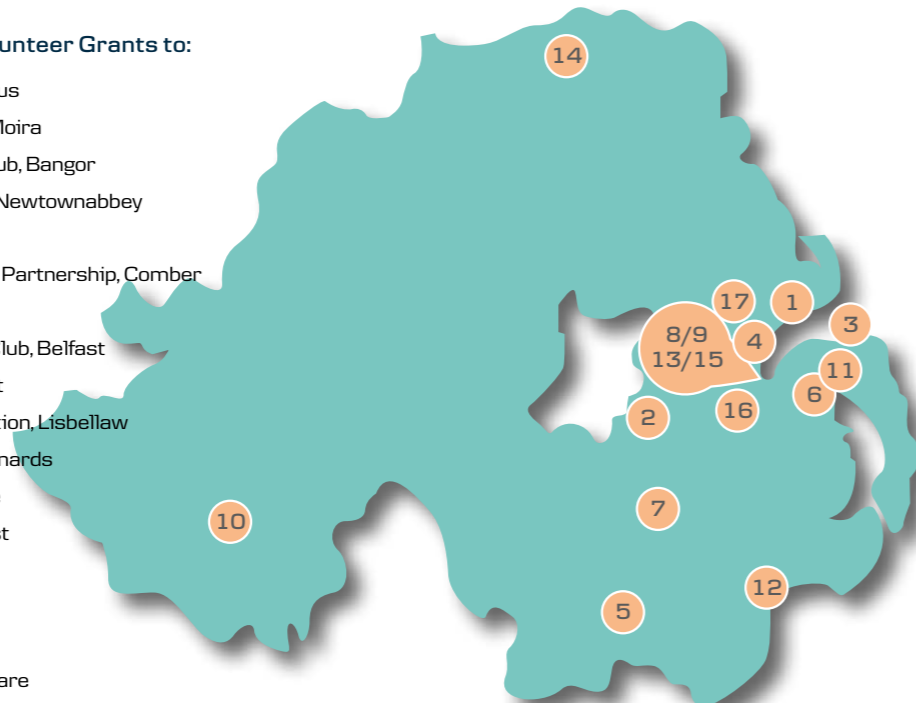 unteer Grants to:
us
Moira
ub, Bangor
Newtownabbey
Partnership, Comber
lub, Belfast
t
tion, Lisbellaw
nards
st
are
14
17
1
3
8/9
13/15
4
11
6
2
16
7
10
12
5